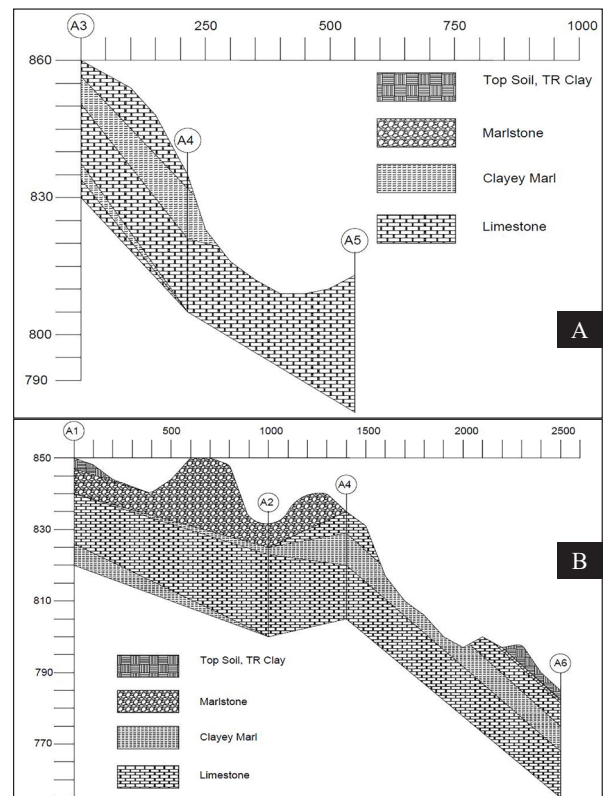 A3 250 500 750 1000
860
Top Soil, TR Clay
Marlstone
A4
Clayey Marl
830
Limestone
A5
800
A
790
A1 500 1000 1500 2000 2500
850
A2 A4
830
B
810
A6
Top Soil, TR Clay
790
Marlstone
Clayey Marl
770
Limestone